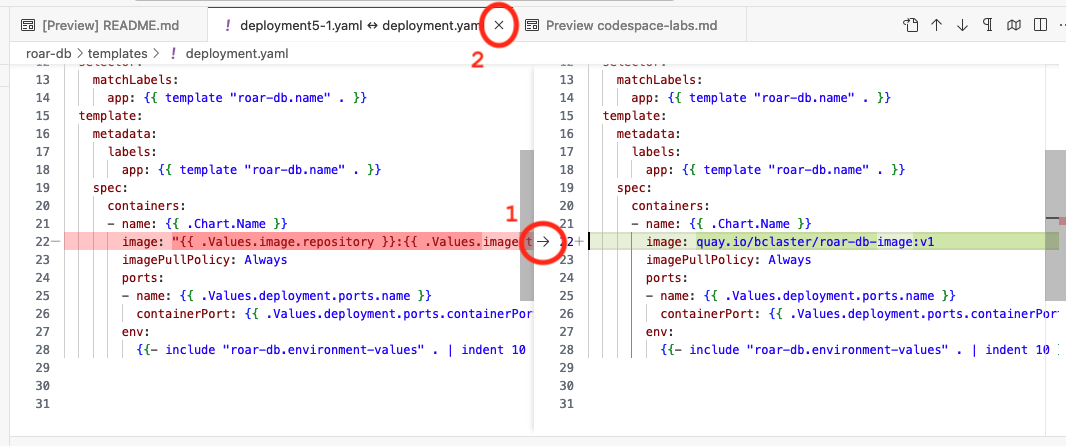 [Preview] README.md
! deployment5-1.yaml ↔ deployment.yaml ×
Preview codespace-labs.md
2
roar-db > templates > ! deployment.yaml
13 matchLabels:
14 app: {{ template "roar-db.name" . }}
15 template:
16 metadata:
17 labels:
18 app: {{ template "roar-db.name" . }}
19 spec:
20 containers:
21 - name: {{ .Chart.Name }}
22— image: "{{ .Values.image.repository }}:{{ .Values.image
23 imagePullPolicy: Always
24 ports:
25 - name: {{ .Values.deployment.ports.name }}
26 containerPort: {{ .Values.deployment.ports.containerPor
27 env:
28 {{- include "roar-db.environment-values" . | indent 10
29
30
31
1
→
12 selector:
13 matchLabels:
14 app: {{ template "roar-db.name" . }}
15 template:
16 metadata:
17 labels:
18 app: {{ template "roar-db.name" . }}
19 spec:
20 containers:
21 - name: {{ .Chart.Name }}
22+ image: quay.io/bclaster/roar-db-image:v1
23 imagePullPolicy: Always
24 ports:
25 - name: {{ .Values.deployment.ports.name }}
26 containerPort: {{ .Values.deployment.ports.containerPor
27 env:
28 {{- include "roar-db.environment-values" . | indent 10
29
30
31